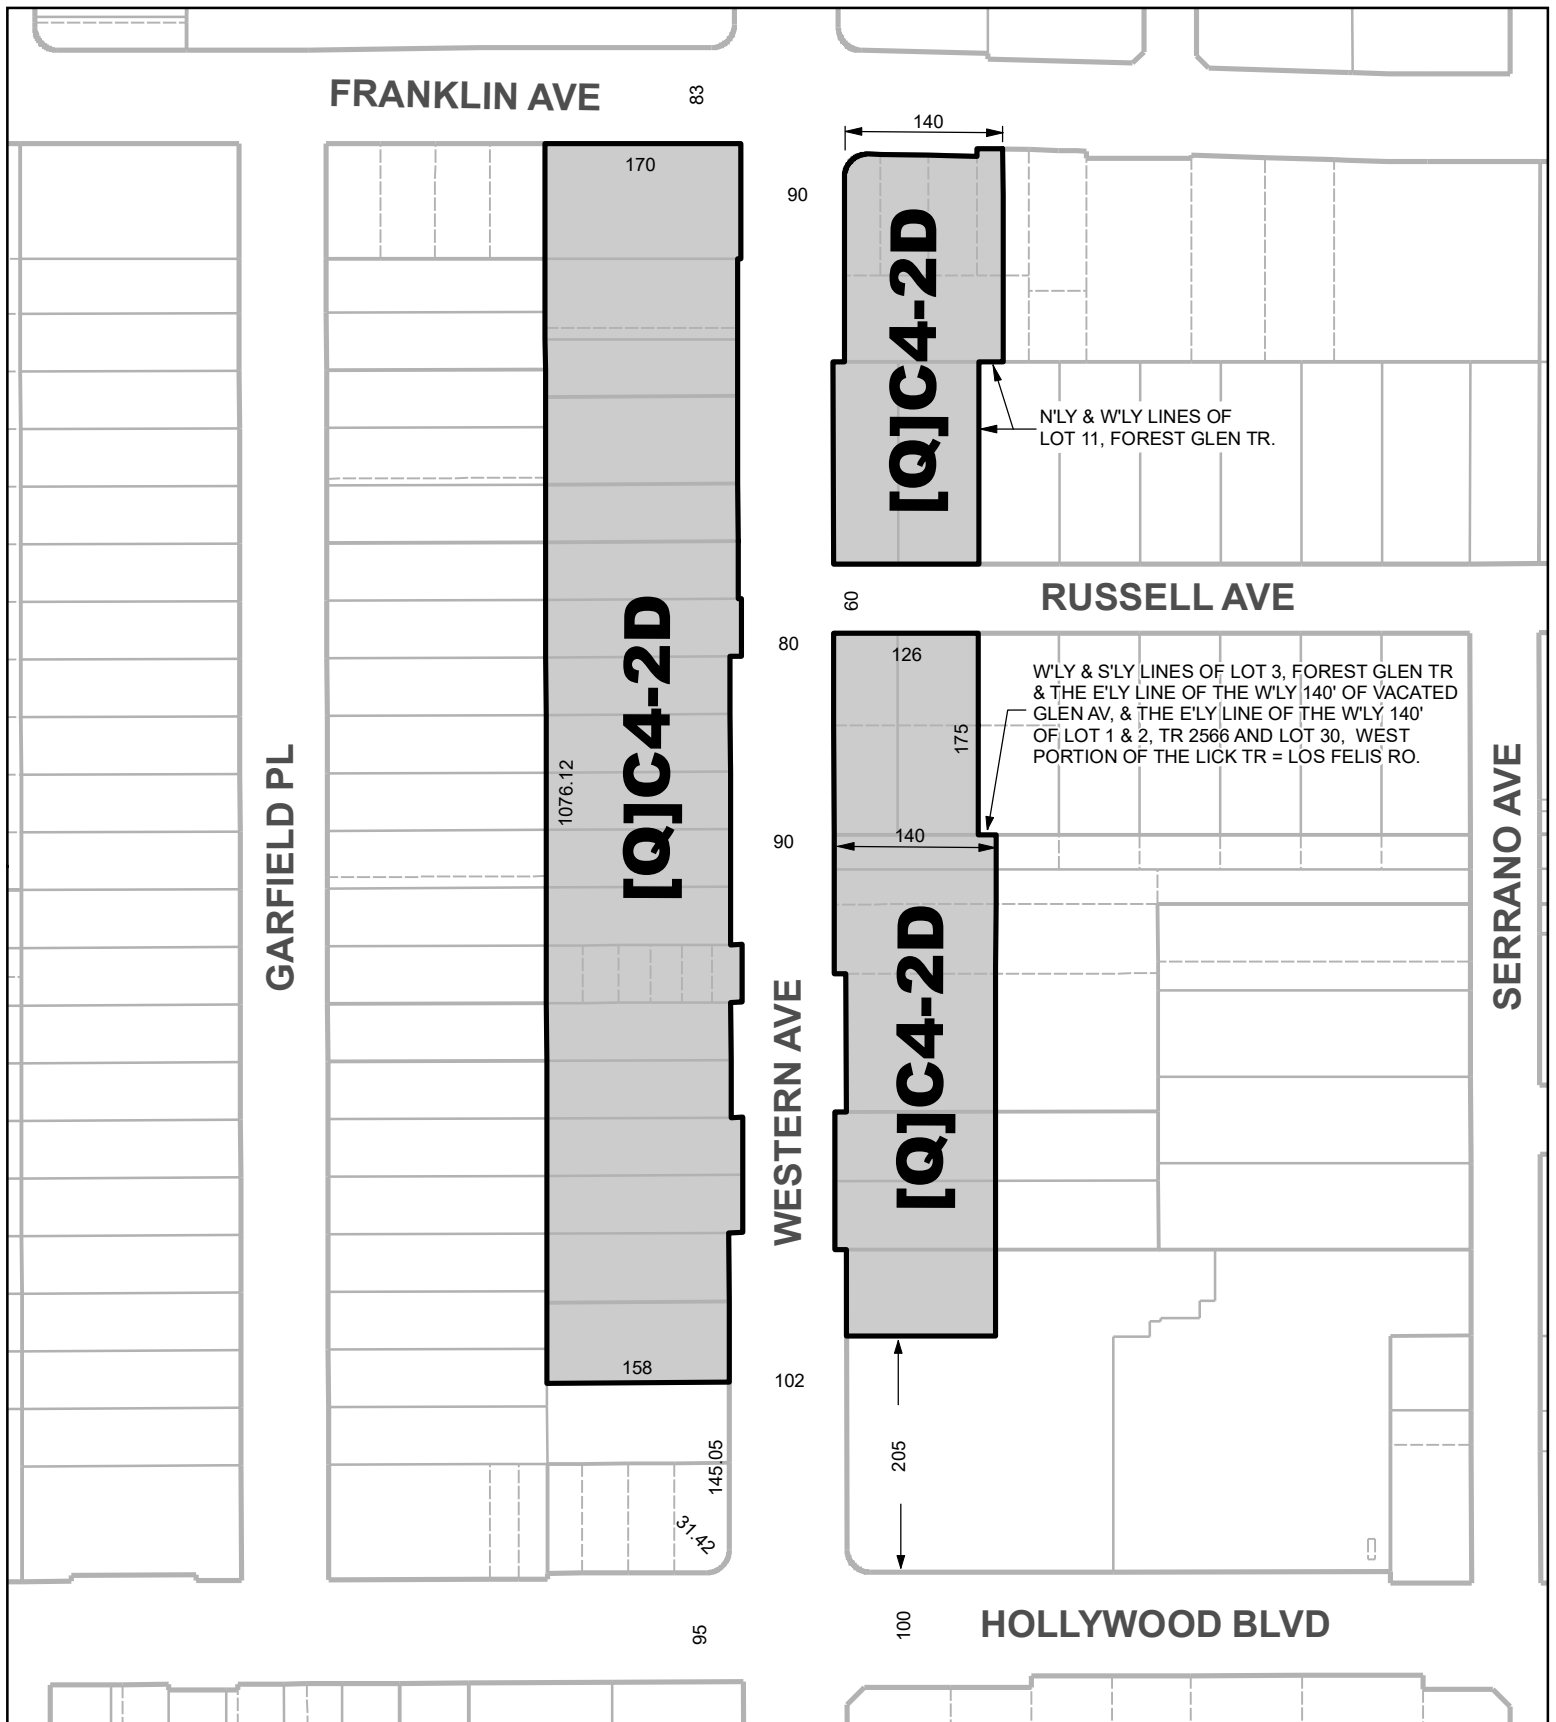 FRANKLIN AVE
83
140
170
90
[Q]C4-2D
N'LY & W'LY LINES OF
LOT 11, FOREST GLEN TR.
RUSSELL AVE
60
80
126
[Q]C4-2D
W'LY & S'LY LINES OF LOT 3, FOREST GLEN TR
& THE E'LY LINE OF THE W'LY 140' OF VACATED
GLEN AV, & THE E'LY LINE OF THE W'LY 140'
OF LOT 1 & 2, TR 2566 AND LOT 30, WEST
PORTION OF THE LICK TR = LOS FELIS RO.
175
1076.12
GARFIELD PL
90
140
SERRANO AVE
[Q]C4-2D
WESTERN AVE
158
102
145.05
205
31.42
95
100
HOLLYWOOD BLVD